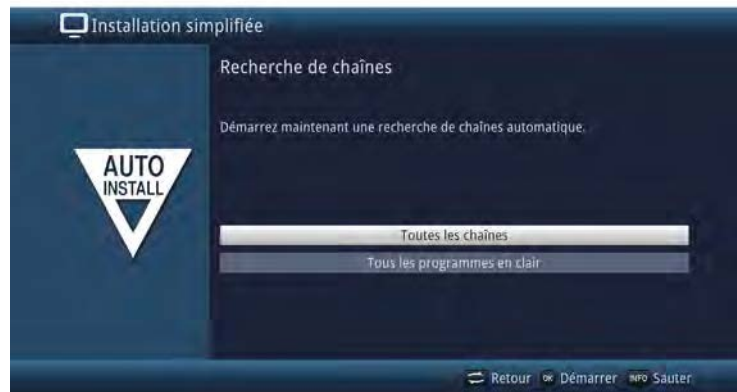 Installation simplifiée
Recherche de chaînes
Démarrez maintenant une recherche de chaînes automatique.
AUTO
INSTALL
Toutes les chaînes
Tous les programmes en clair
Retour OK Démarrer INFO Sauter